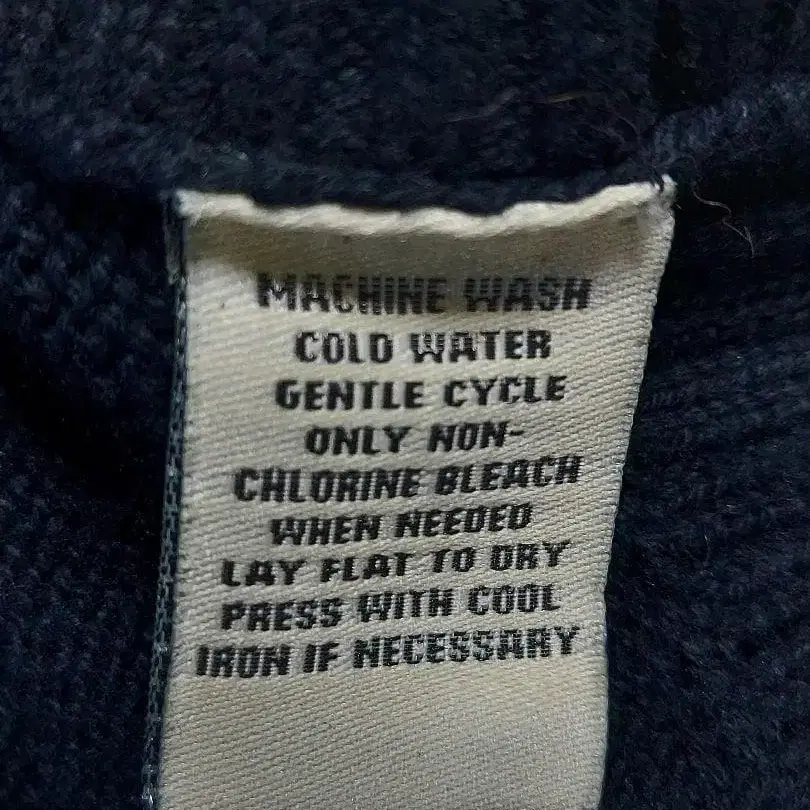 MACHINE WASH
COLD WATER
GENTLE CYCLE
ONLY NON-
CHLORINE BLEACH
WHEN NEEDED
LAY FLAT TO DRY
PRESS WITH COOL
IRON IF NECESSARY